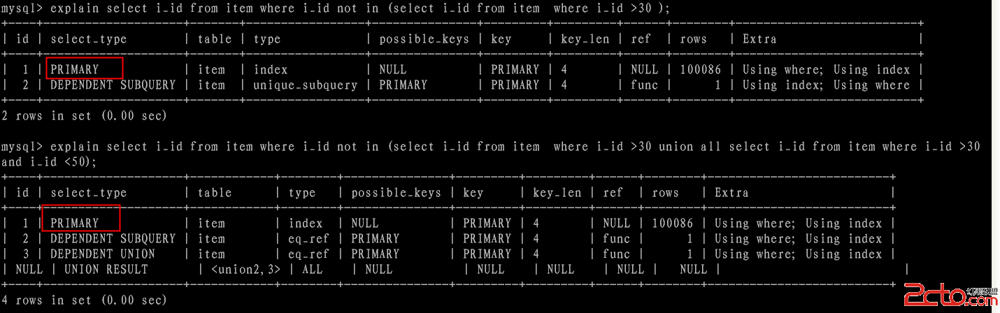 mysql> explain select i_id from item where i_id not in (select i_id from item  where i_id >30 );
+----+--------------------+-------+-----------------+---------------+---------+---------+------+--------+--------------------------+
| id | select_type        | table | type            | possible_keys | key     | key_len | ref  | rows   | Extra                    |
+----+--------------------+-------+-----------------+---------------+---------+---------+------+--------+--------------------------+
|  1 | PRIMARY            | item  | index           | NULL          | PRIMARY | 4       | NULL | 100086 | Using where; Using index |
|  2 | DEPENDENT SUBQUERY | item  | unique_subquery | PRIMARY       | PRIMARY | 4       | func |      1 | Using index; Using where |
+----+--------------------+-------+-----------------+---------------+---------+---------+------+--------+--------------------------+
2 rows in set (0.00 sec)
mysql> explain select i_id from item where i_id not in (select i_id from item  where i_id >30 union all select i_id from item where i_id >30
and i_id <50);
+----+--------------------+------------+--------+---------------+---------+---------+------+--------+--------------------------+
| id | select_type        | table      | type   | possible_keys | key     | key_len | ref  | rows   | Extra                    |
+----+--------------------+------------+--------+---------------+---------+---------+------+--------+--------------------------+
|  1 | PRIMARY            | item       | index  | NULL          | PRIMARY | 4       | NULL | 100086 | Using where; Using index |
|  2 | DEPENDENT SUBQUERY | item       | eq_ref | PRIMARY       | PRIMARY | 4       | func |      1 | Using where; Using index |
|  3 | DEPENDENT UNION    | item       | eq_ref | PRIMARY       | PRIMARY | 4       | func |      1 | Using where; Using index |
| NULL | UNION RESULT       | <union2,3> | ALL    | NULL          | NULL    | NULL    | NULL |   NULL |                          |
+----+--------------------+------------+--------+---------------+---------+---------+------+--------+--------------------------+
4 rows in set (0.00 sec)
2cto.com
红黑联盟